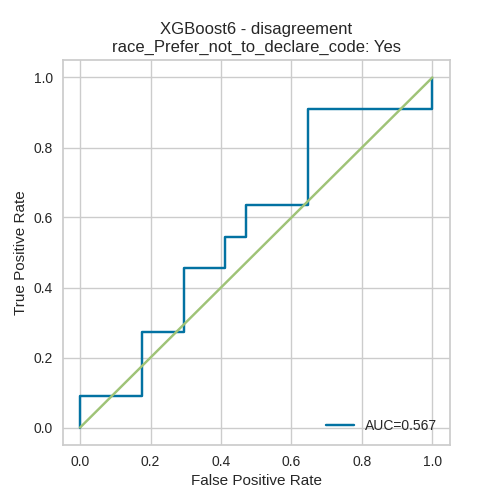 XGBoost6 - disagreement
race_Prefer_not_to_declare_code: Yes
True Positive Rate
1.0
0.8
0.6
0.4
0.2
0.0
AUC=0.567
0.0 0.2 0.4 0.6 0.8 1.0
False Positive Rate